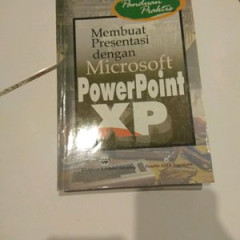 Panduan
Praktis
Membuat
Presentasi
dengan
Microsoft
PowerPoint
XP